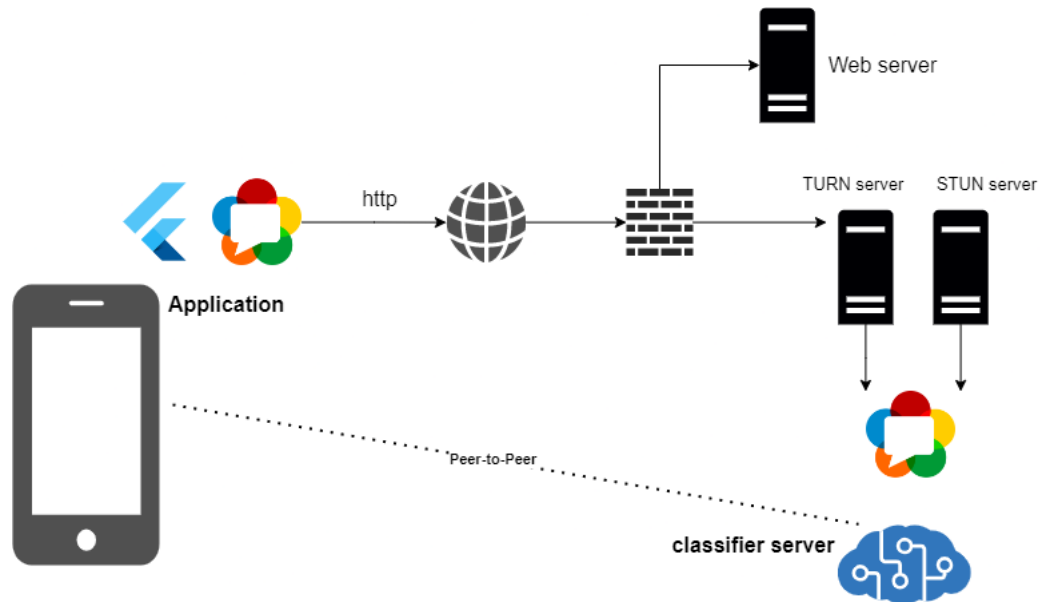 Web server
TURN server
STUN server
http
Application
Peer-to-Peer
classifier server